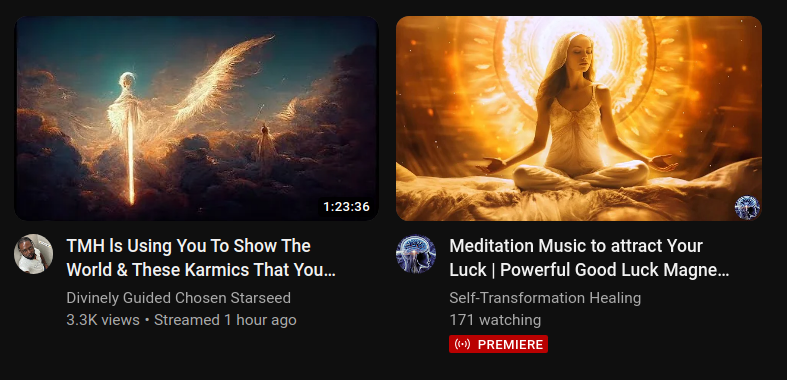 1:23:36
TMH ls Using You To Show The
World & These Karmics That You...
Divinely Guided Chosen Starseed
3.3K views • Streamed 1 hour ago
Meditation Music to attract Your
Luck | Powerful Good Luck Magne...
Self-Transformation Healing
171 watching
PREMIERE